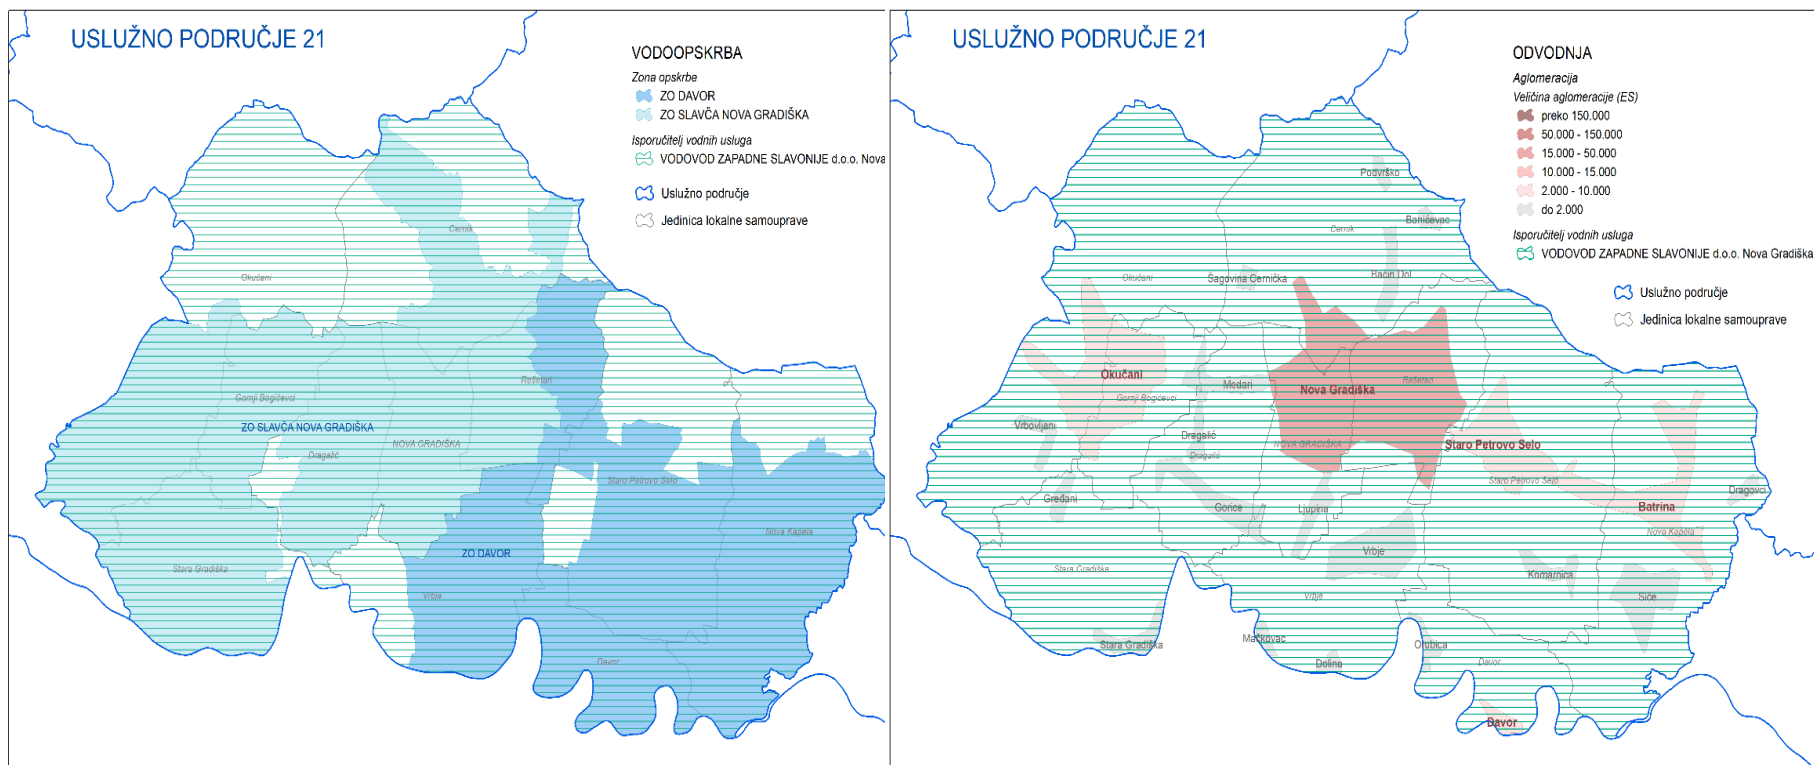 USLUŽNO PODRUČJE 21
VODOOPSKRBA
Zona opskrbe
ZO DAVOR
ZO SLAVČA NOVA GRADIŠKA
Isporučitelj vodnih usluga
VODOVOD ZAPADNE SLAVONIJE d.o.o. Nova
Uslužno područje
Jedinica lokalne samouprave
Cernik
Okučani
Rešetari
Gornji Bogićevci
ZO SLAVČA NOVA GRADIŠKA
NOVA GRADIŠKA
Dragalić
Staro Petrovo Selo
Nova Kapela
ZO DAVOR
Stara Gradiška
Vrbje
Davor
USLUŽNO PODRUČJE 21
ODVODNJA
Aglomeracija
Veličina aglomeracije (ES)
preko 150.000
50.000 - 150.000
15.000 - 50.000
10.000 - 15.000
2.000 - 10.000
do 2.000
Isporučitelj vodnih usluga
VODOVOD ZAPADNE SLAVONIJE d.o.o. Nova Gradiška
Uslužno područje
Jedinica lokalne samouprave
Podvrško
Baničevac
Cernik
Okučani
Šagovina Cernička
Bačin Dol
Okučani
Medari
Nova Gradiška
Rešetari
Gornji Bogićevci
Vrbovljani
Dragalić
NOVA GRADIŠKA
Staro Petrovo Selo
Dragalić
Staro Petrovo Selo
Dragovci
Gređani
Gorice
Ljupina
Batrina
Nova Kapela
Vrbje
Stara Gradiška
Komarnica
Vrbje
Siče
Stara Gradiška
Mačkovac
Orubica
Dolina
Davor
Davor